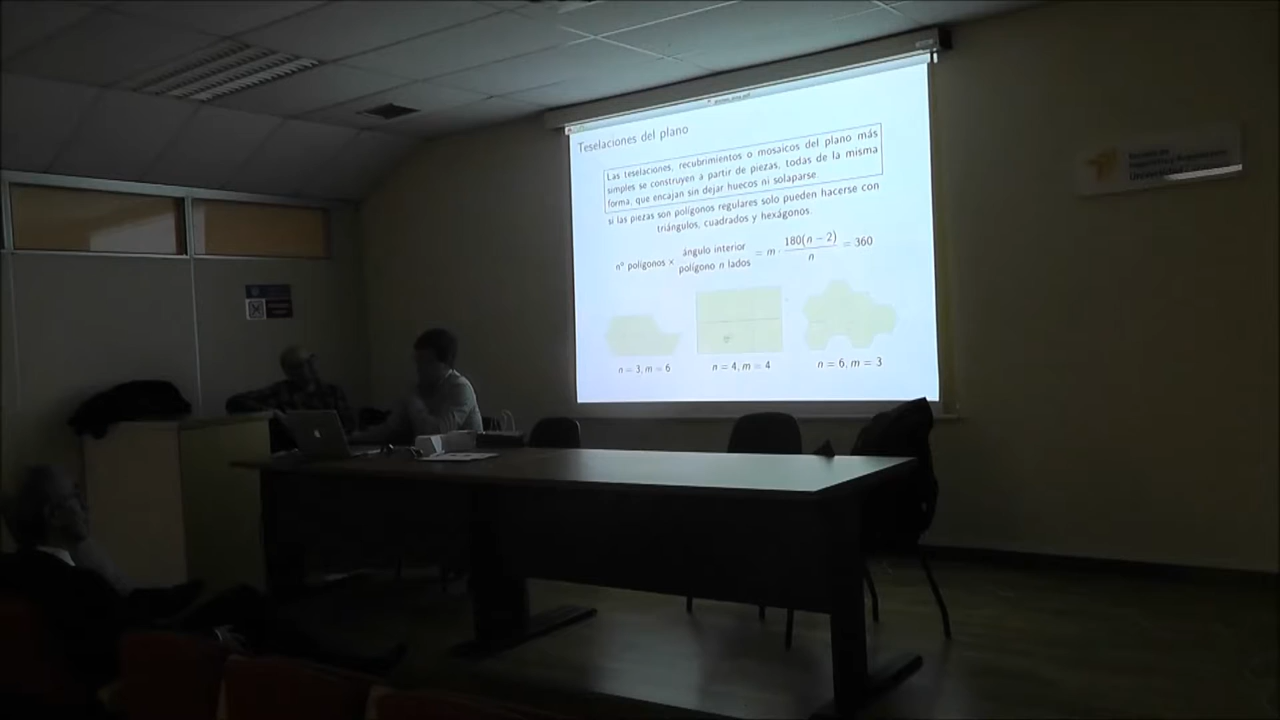 Teselaciones del plano
Las teselaciones, recubrimientos o mosaicos del plano más
simples se construyen a partir de piezas, todas de la misma
forma, que encajan sin dejar huecos ni solaparse.
si las piezas son polígonos regulares solo pueden hacerse con
triángulos, cuadrados y hexágonos.
nº polígonos × ángulo interior / polígono n lados = m · 180(n − 2) / n = 360
n = 3, m = 6
n = 4, m = 4
n = 6, m = 3